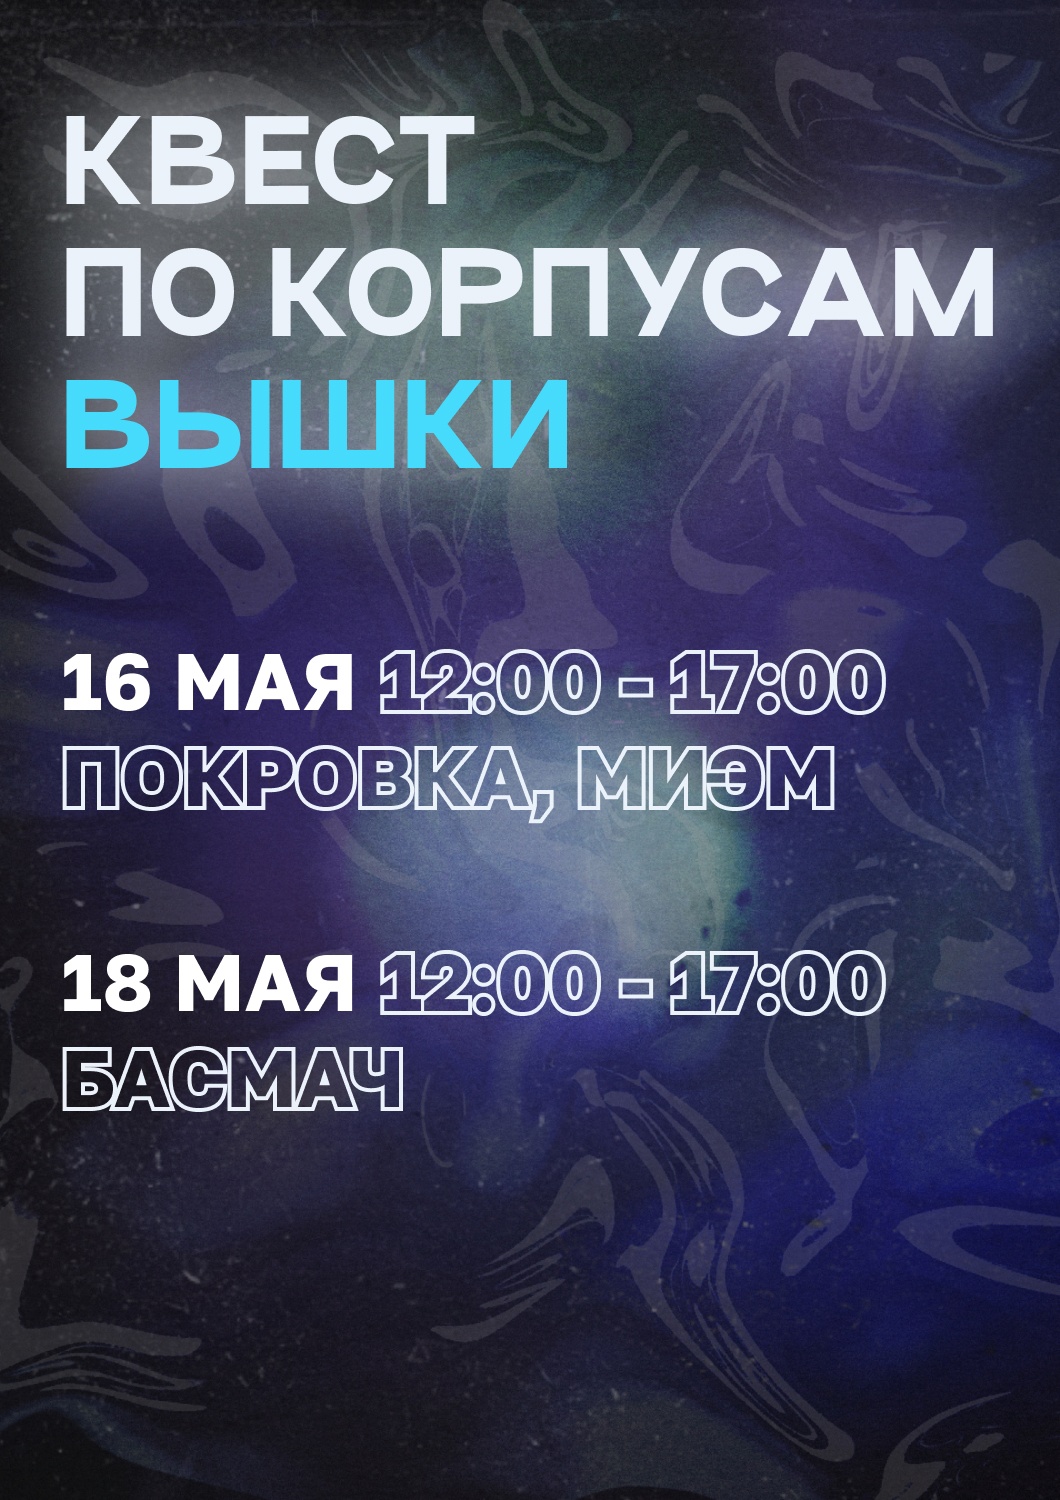 КВЕСТ
ПО КОРПУСАМ
ВЫШКИ
16 МАЯ 12:00 - 17:00
ПОКРОВКА, МИЭМ
18 МАЯ 12:00 - 17:00
БАСМАЧ